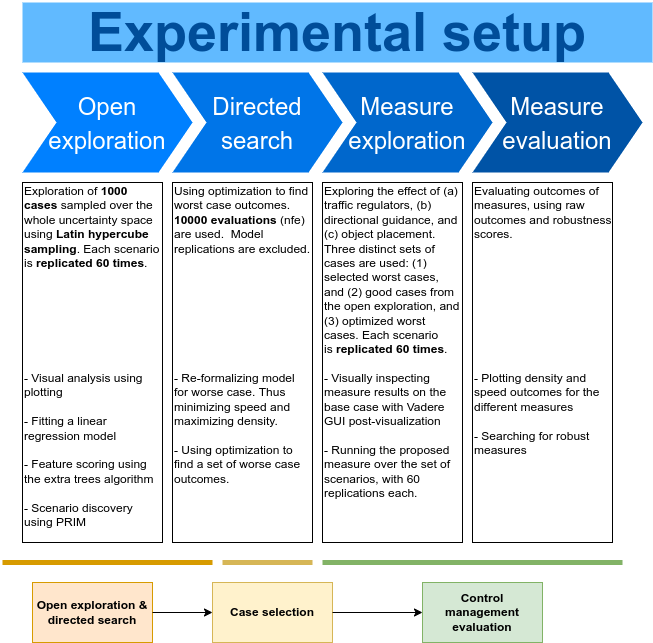 Experimental setup
Open
exploration
Directed
search
Measure
exploration
Measure
evaluation
Exploration of 1000
cases sampled over the
whole uncertainty space
using Latin hypercube
sampling. Each scenario
is replicated 60 times.
- Visual analysis using
plotting
- Fitting a linear
regression model
- Feature scoring using
the extra trees algorithm
- Scenario discovery
using PRIM
Using optimization to find
worst case outcomes.
10000 evaluations (nfe)
are used. Model
replications are excluded.
- Re-formalizing model
for worse case. Thus
minimizing speed and
maximizing density.
- Using optimization to
find a set of worse case
outcomes.
Exploring the effect of (a)
traffic regulators, (b)
directional guidance, and
(c) object placement.
Three distinct sets of
cases are used: (1)
selected worst cases,
and (2) good cases from
the open exploration, and
(3) optimized worst
cases. Each scenario
is replicated 60 times.
- Visually inspecting
measure results on the
base case with Vadere
GUI post-visualization
- Running the proposed
measure over the set of
scenarios, with 60
replications each.
Evaluating outcomes of
measures, using raw
outcomes and robustness
scores.
- Plotting density and
speed outcomes for the
different measures
- Searching for robust
measures
Open exploration &
directed search
Case selection
Control
management
evaluation